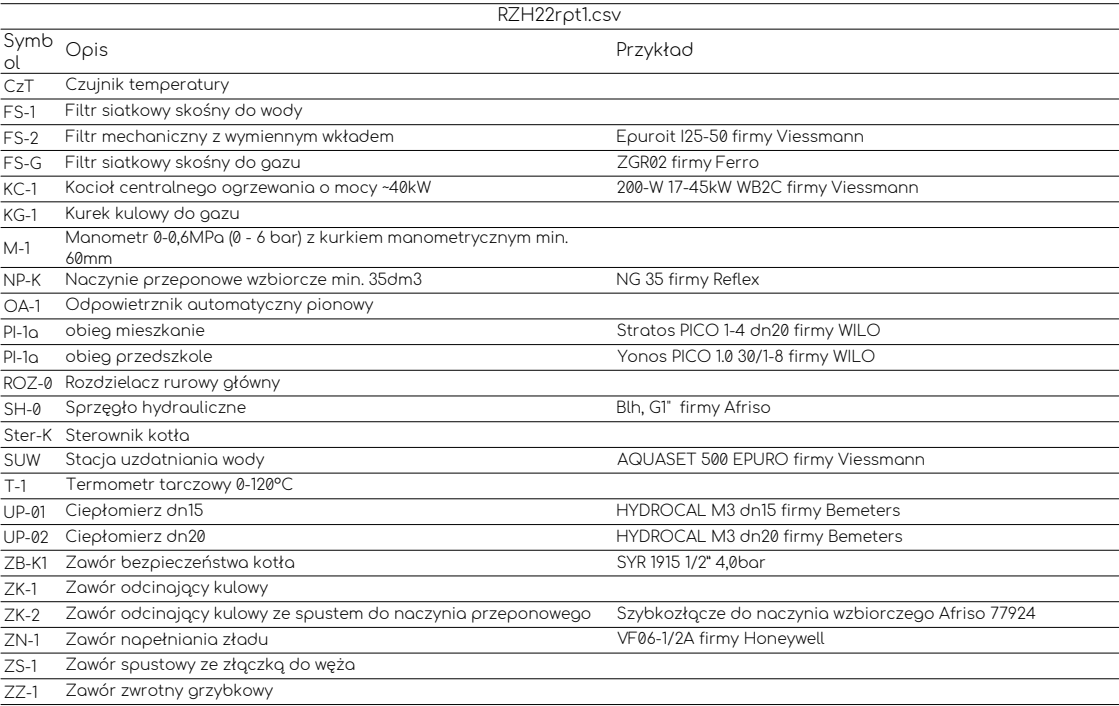 RZH22rpt1.csv
Symb
ol Opis Przykład
CzT Czujnik temperatury
FS-1 Filtr siatkowy skośny do wody
FS-2 Filtr mechaniczny z wymiennym wkładem Epuroit I25-50 firmy Viessmann
FS-G Filtr siatkowy skośny do gazu ZGR02 firmy Ferro
KC-1 Kocioł centralnego ogrzewania o mocy ~40kW 200-W 17-45kW WB2C firmy Viessmann
KG-1 Kurek kulowy do gazu
M-1 Manometr 0-0,6MPa (0 - 6 bar) z kurkiem manometrycznym min.
60mm
NP-K Naczynie przeponowe wzbiorcze min. 35dm3 NG 35 firmy Reflex
OA-1 Odpowietrznik automatyczny pionowy
PI-1a obieg mieszkanie Stratos PICO 1-4 dn20 firmy WILO
PI-1a obieg przedszkole Yonos PICO 1.0 30/1-8 firmy WILO
ROZ-0 Rozdzielacz rurowy główny
SH-0 Sprzęgło hydrauliczne Blh, G1" firmy Afriso
Ster-K Sterownik kotła
SUW Stacja uzdatniania wody AQUASET 500 EPURO firmy Viessmann
T-1 Termometr tarczowy 0-120°C
UP-01 Ciepłomierz dn15 HYDROCAL M3 dn15 firmy Bemeters
UP-02 Ciepłomierz dn20 HYDROCAL M3 dn20 firmy Bemeters
ZB-K1 Zawór bezpieczeństwa kotła SYR 1915 1/2“ 4,0bar
ZK-1 Zawór odcinający kulowy
ZK-2 Zawór odcinający kulowy ze spustem do naczynia przeponowego Szybkozłącze do naczynia wzbiorczego Afriso 77924
ZN-1 Zawór napełniania zładu VF06-1/2A firmy Honeywell
ZS-1 Zawór spustowy ze złączką do węża
ZZ-1 Zawór zwrotny grzybkowy